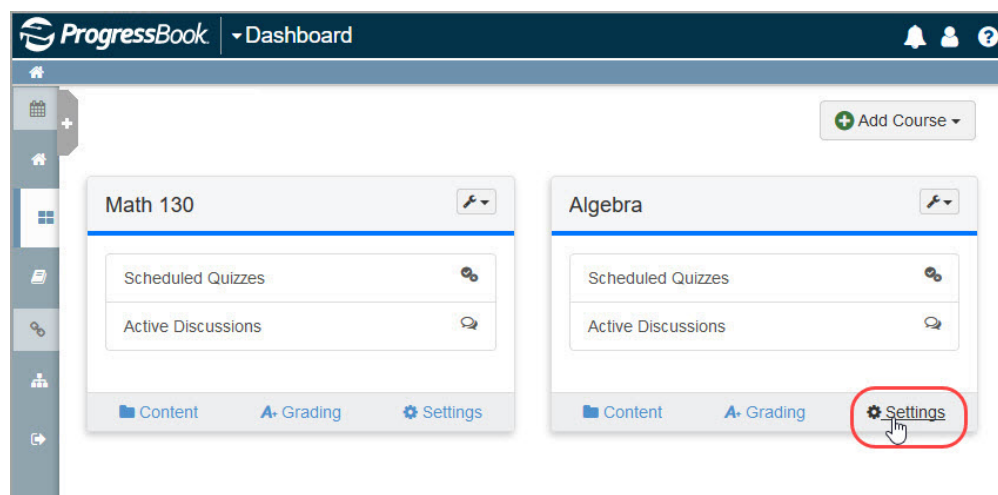 ProgressBook Dashboard
Add Course
Math 130
Scheduled Quizzes
Active Discussions
Content A+ Grading Settings
Algebra
Scheduled Quizzes
Active Discussions
Content A+ Grading Settings